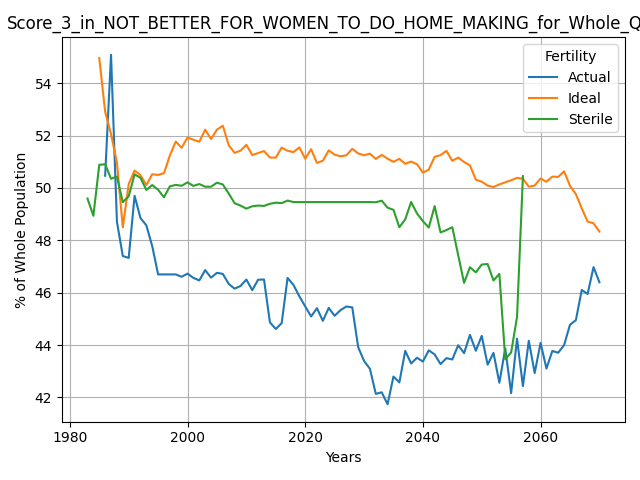 Score_3_in_NOT_BETTER_FOR_WOMEN_TO_DO_HOME_MAKING_for_Whole_Q
Fertility
Actual
Ideal
Sterile
54
52
50
48
46
44
42
% of Whole Population
1980 2000 2020 2040 2060
Years